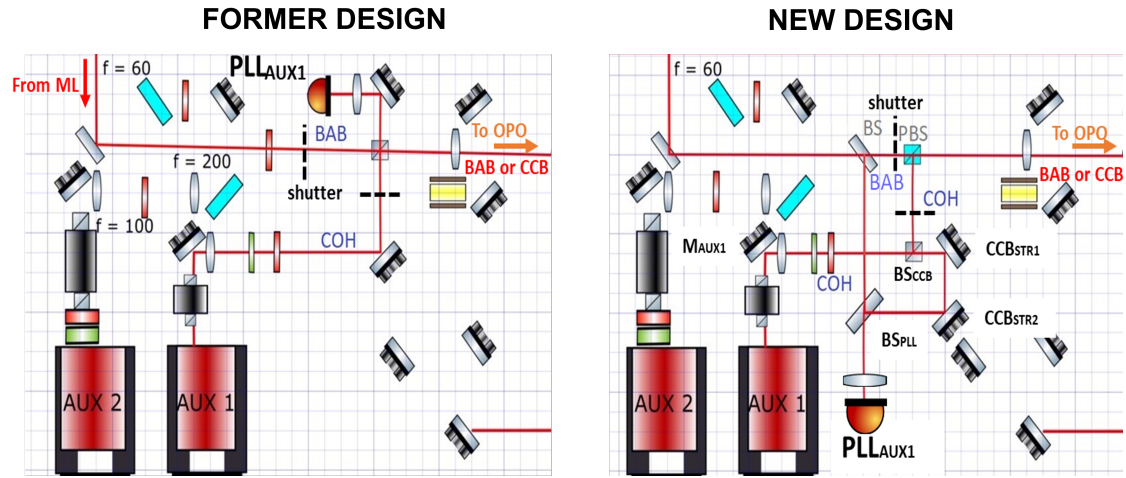 FORMER DESIGN
NEW DESIGN
f = 60
From ML
PLLAUX1
BAB
To OPO
BAB or CCB
f = 200
shutter
f = 100
COH
AUX 2
AUX 1
f = 60
shutter
BS
PBS
To OPO
BAB
BAB or CCB
COH
MAUX1
CCBSTR1
BSCCB
COH
CCBSTR2
BSPLL
AUX 2
AUX 1
PLLAUX1